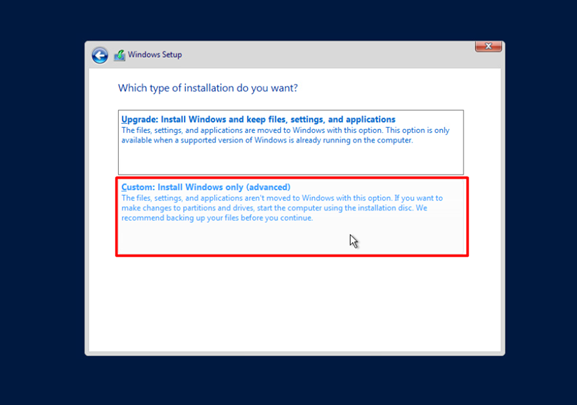 Windows Setup
Which type of installation do you want?
Upgrade: Install Windows and keep files, settings, and applications
The files, settings, and applications are moved to Windows with this option. This option is only
available when a supported version of Windows is already running on the computer.
Custom: Install Windows only (advanced)
The files, settings, and applications aren't moved to Windows with this option. If you want to
make changes to partitions and drives, start the computer using the installation disc. We
recommend backing up your files before you continue.